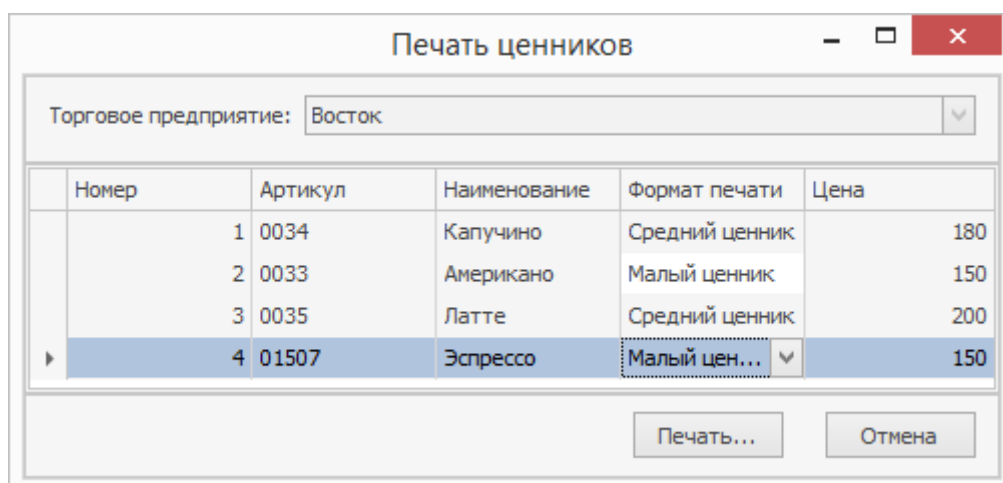 Печать ценников
Торговое предприятие: Восток
Номер Артикул Наименование Формат печати Цена
1 0034 Капучино Средний ценник 180
2 0033 Американо Малый ценник 150
3 0035 Латте Средний ценник 200
4 01507 Эспрессо Малый цен... 150
Печать... Отмена